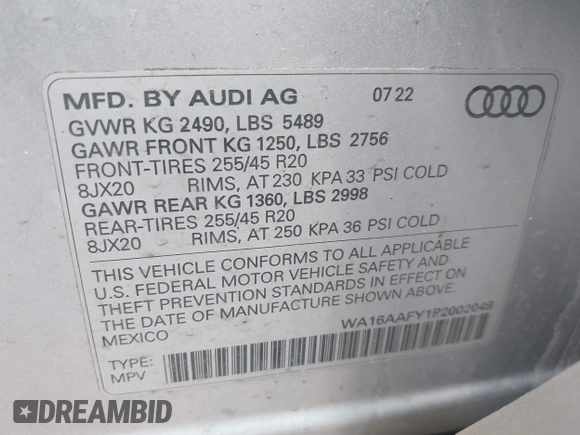 MFD. BY AUDI AG 07 22
GVWR KG 2490, LBS 5489
GAWR FRONT KG 1250, LBS 2756
FRONT-TIRES 255/45 R20
8JX20 RIMS, AT 230 KPA 33 PSI COLD
GAWR REAR KG 1360, LBS 2998
REAR-TIRES 255/45 R20
8JX20 RIMS, AT 250 KPA 36 PSI COLD
THIS VEHICLE CONFORMS TO ALL APPLICABLE
U.S. FEDERAL MOTOR VEHICLE SAFETY AND
THEFT PREVENTION STANDARDS IN EFFECT ON
THE DATE OF MANUFACTURE SHOWN ABOVE.
MEXICO
WA16AAFY1P2002049
TYPE:
MPV
DREAMBID